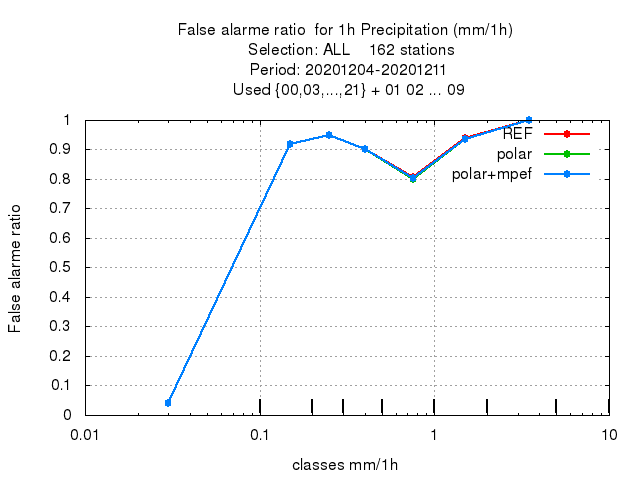 False alarme ratio  for 1h Precipitation (mm/1h)
Selection: ALL    162 stations
Period: 20201204-20201211
Used {00,03,...,21} + 01 02 ... 09
False alarme ratio
1
0.9
0.8
0.7
0.6
0.5
0.4
0.3
0.2
0.1
0
REF
polar
polar+mpef
0.01 0.1 1 10
classes mm/1h